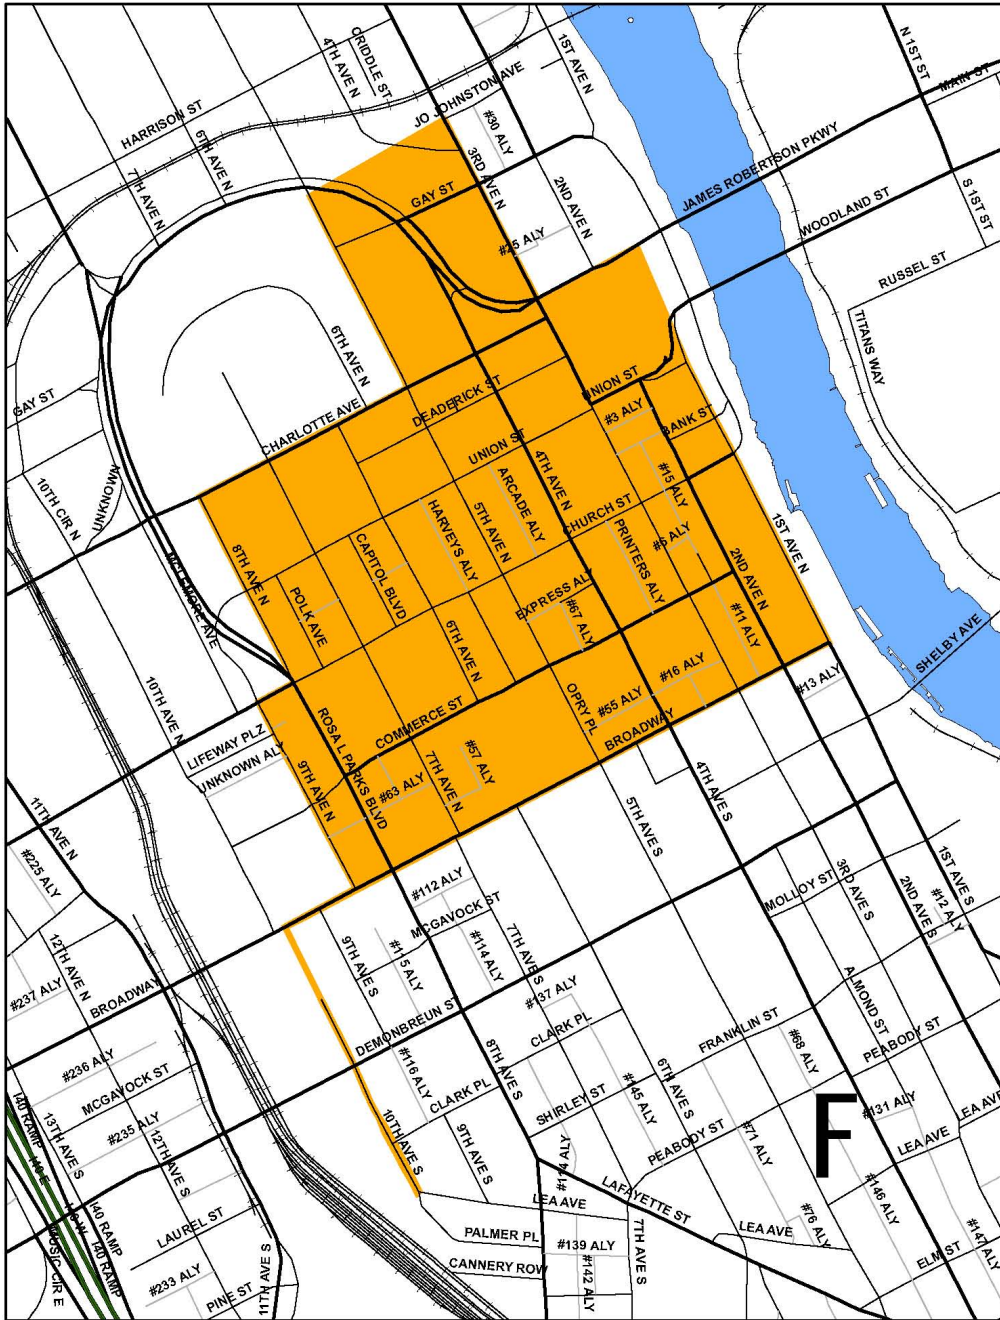 CRIDDLE ST
4TH AVE N
1ST AVE N
N 1ST ST
MAIN ST
HARRISON ST
JO JOHNSTON AVE
#30 ALY
6TH AVE N
7TH AVE N
3RD AVE N
GAY ST
2ND AVE N
JAMES ROBERTSON PKWY
WOODLAND ST
S 1ST ST
#25 ALY
RUSSEL ST
TITANS WAY
6TH AVE N
GAY ST
CHARLOTTE AVE
DEADERICK ST
UNION ST
#3 ALY
BANK ST
UNION ST
4TH AVE N
ARCADE ALY
#15 ALY
10TH CIR N
UNKNOWN
HARVEYS ALY
5TH AVE N
CHURCH ST
PRINTERS ALY
#6 ALY
1ST AVE N
MCLEMORE AVE
8TH AVE N
CAPITOL BLVD
POLK AVE
EXPRESS ALY
#67 ALY
2ND AVE N
#11 ALY
SHELBY AVE
6TH AVE N
10TH AVE N
LIFEWAY PLZ
UNKNOWN ALY
ROSA L PARKS BLVD
COMMERCE ST
OPRY PL
#55 ALY
#16 ALY
#13 ALY
BROADWAY
9TH AVE N
#63 ALY
7TH AVE N
#57 ALY
4TH AVE S
5TH AVE S
11TH AVE N
#225 ALY
#112 ALY
MCGAVOCK ST
MOLLOY ST
3RD AVE S
2ND AVE S
1ST AVE S
#12 ALY
12TH AVE N
#237 ALY
BROADWAY
9TH AVE S
#115 ALY
#114 ALY
7TH AVE S
#137 ALY
DEMONBREUN ST
CLARK PL
FRANKLIN ST
ALMOND ST
PEABODY ST
#68 ALY
#236 ALY
MCGAVOCK ST
#116 ALY
8TH AVE S
CLARK PL
SHIRLEY ST
#145 ALY
6TH AVE S
F
#131 ALY
LEA AVE
LEA AVE
I40 RAMP
I40 E
13TH AVE S
#235 ALY
12TH AVE S
10TH AVE S
9TH AVE S
PEABODY ST
#71 ALY
LEA AVE
LAFAYETTE ST
LEA AVE
#76 ALY
#146 ALY
#147 ALY
I40 RAMP
I40 RAMP
MUSIC CIR E
LAUREL ST
#233 ALY
PINE ST
11TH AVE S
PALMER PL
CANNERY ROW
#139 ALY
#142 ALY
7TH AVE S
ELM ST